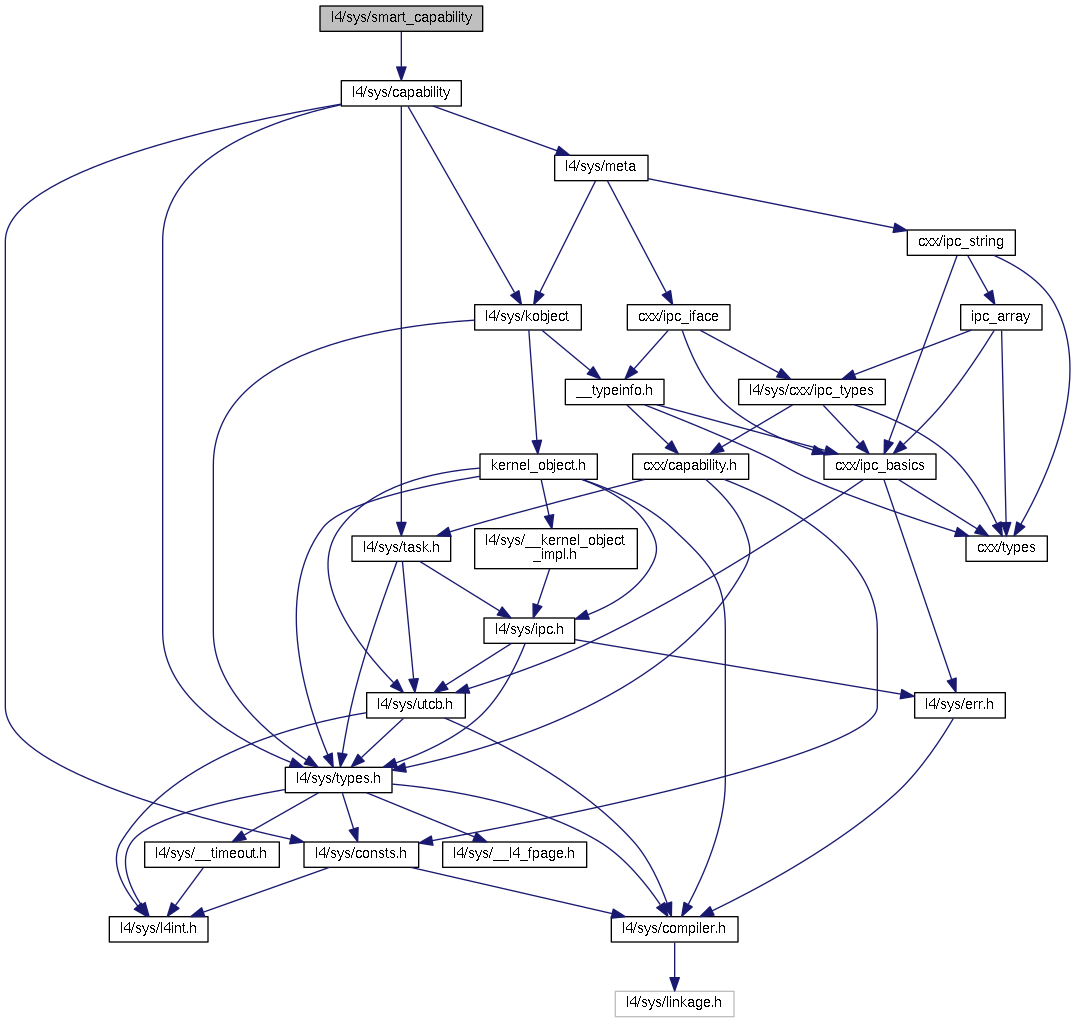 l4/sys/smart_capability
l4/sys/capability
l4/sys/meta
cxx/ipc_string
l4/sys/kobject
cxx/ipc_iface
ipc_array
__typeinfo.h
l4/sys/cxx/ipc_types
kernel_object.h
cxx/capability.h
cxx/ipc_basics
l4/sys/task.h
l4/sys/__kernel_object
_impl.h
cxx/types
l4/sys/ipc.h
l4/sys/utcb.h
l4/sys/err.h
l4/sys/types.h
l4/sys/__timeout.h
l4/sys/consts.h
l4/sys/__l4_fpage.h
l4/sys/l4int.h
l4/sys/compiler.h
l4/sys/linkage.h